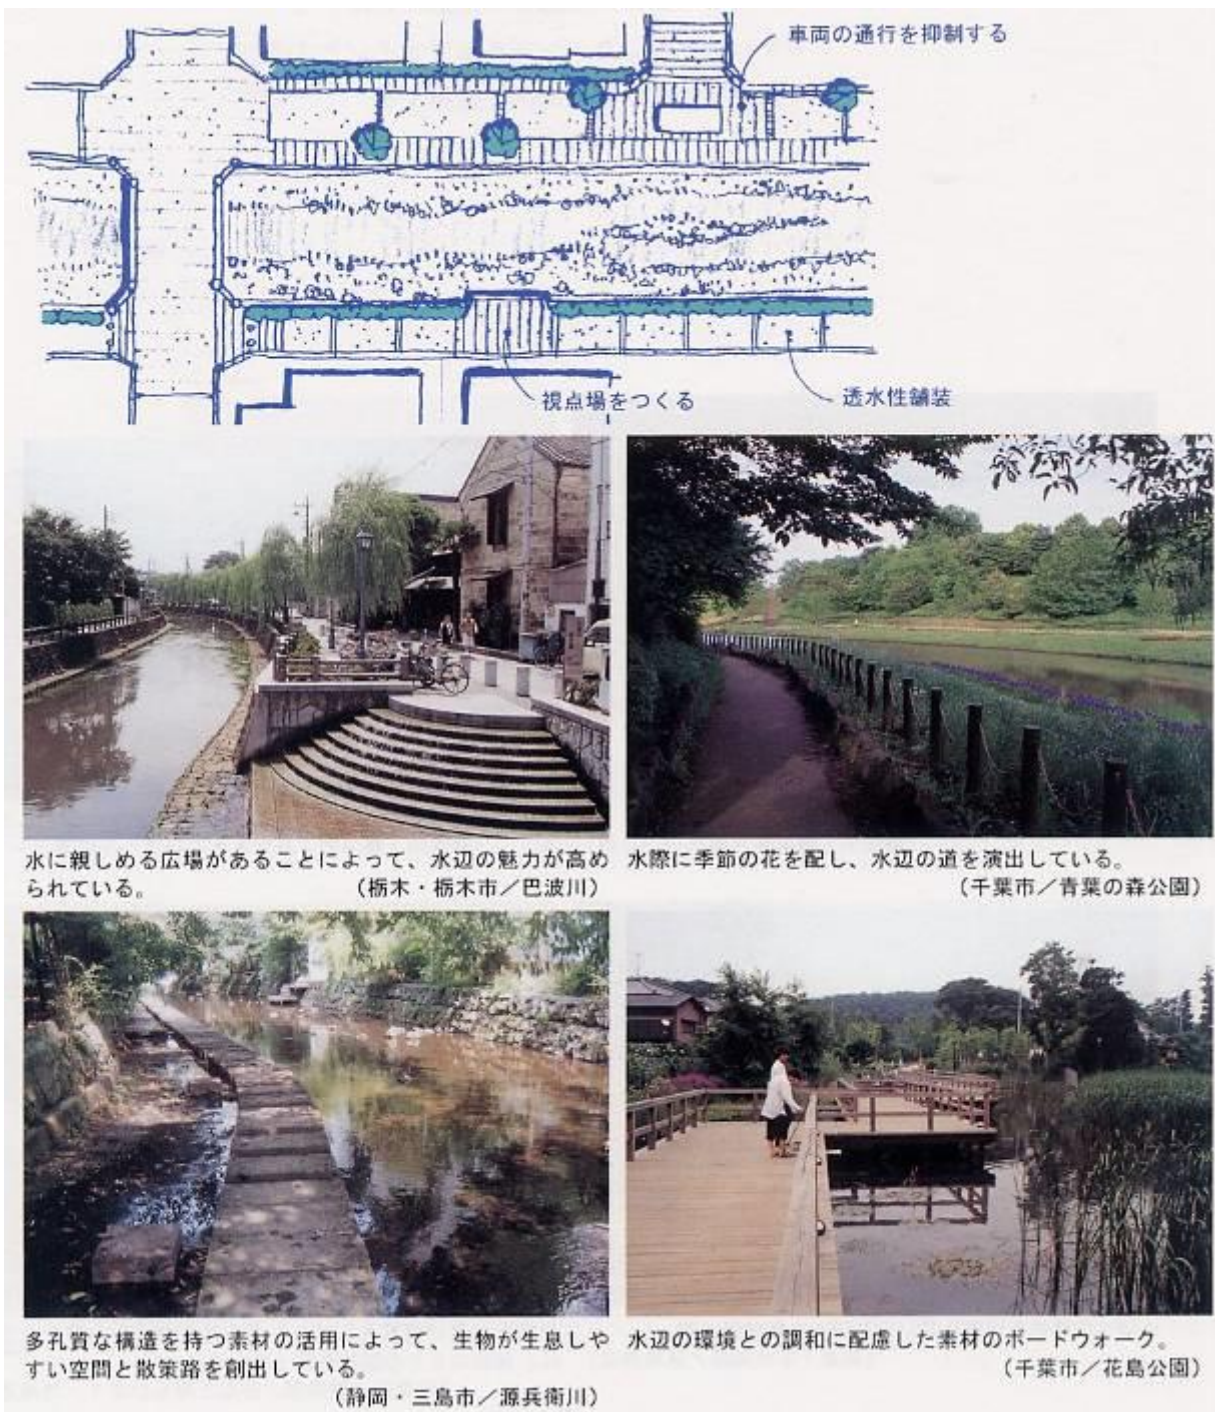 車両の通行を抑制する
視点場をつくる
透水性舗装
水に親しめる広場があることによって、水辺の魅力が高め
られている。　（栃木・栃木市／巴波川）
水際に季節の花を配し、水辺の道を演出している。
（千葉市／青葉の森公園）
多孔質な構造を持つ素材の活用によって、生物が生息しや
すい空間と散策路を創出している。
（静岡・三島市／源兵衛川）
水辺の環境との調和に配慮した素材のボードウォーク。
（千葉市／花島公園）